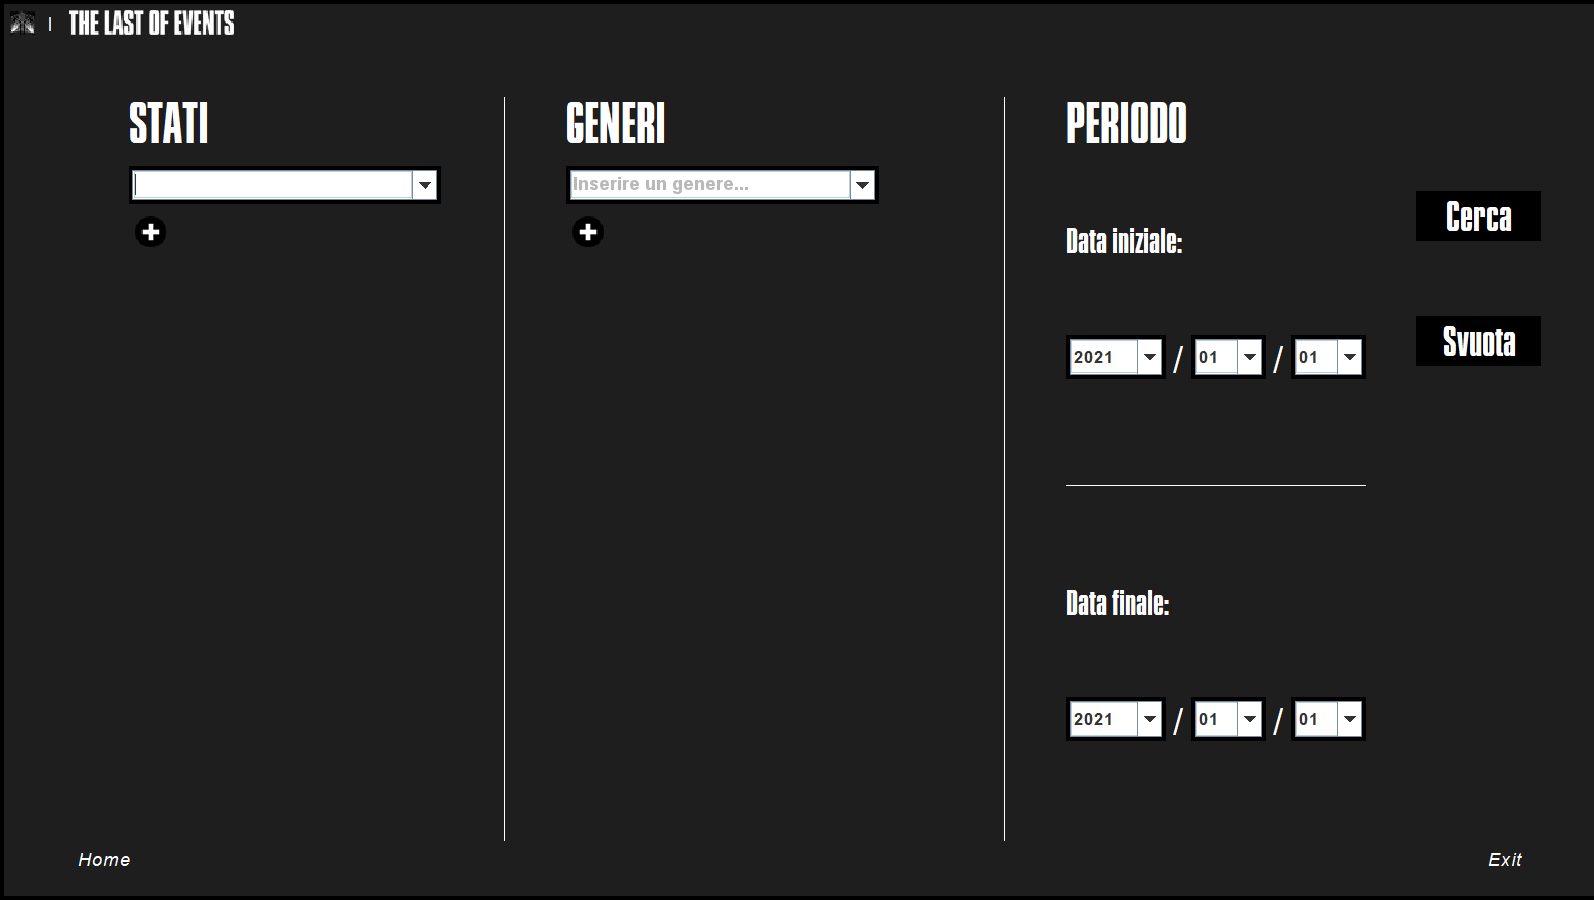 THE LAST OF EVENTS
STATI
GENERI
Inserire un genere...
PERIODO
Data iniziale:
2021 / 01 / 01
Cerca
Svuota
Data finale:
2021 / 01 / 01
Home
Exit